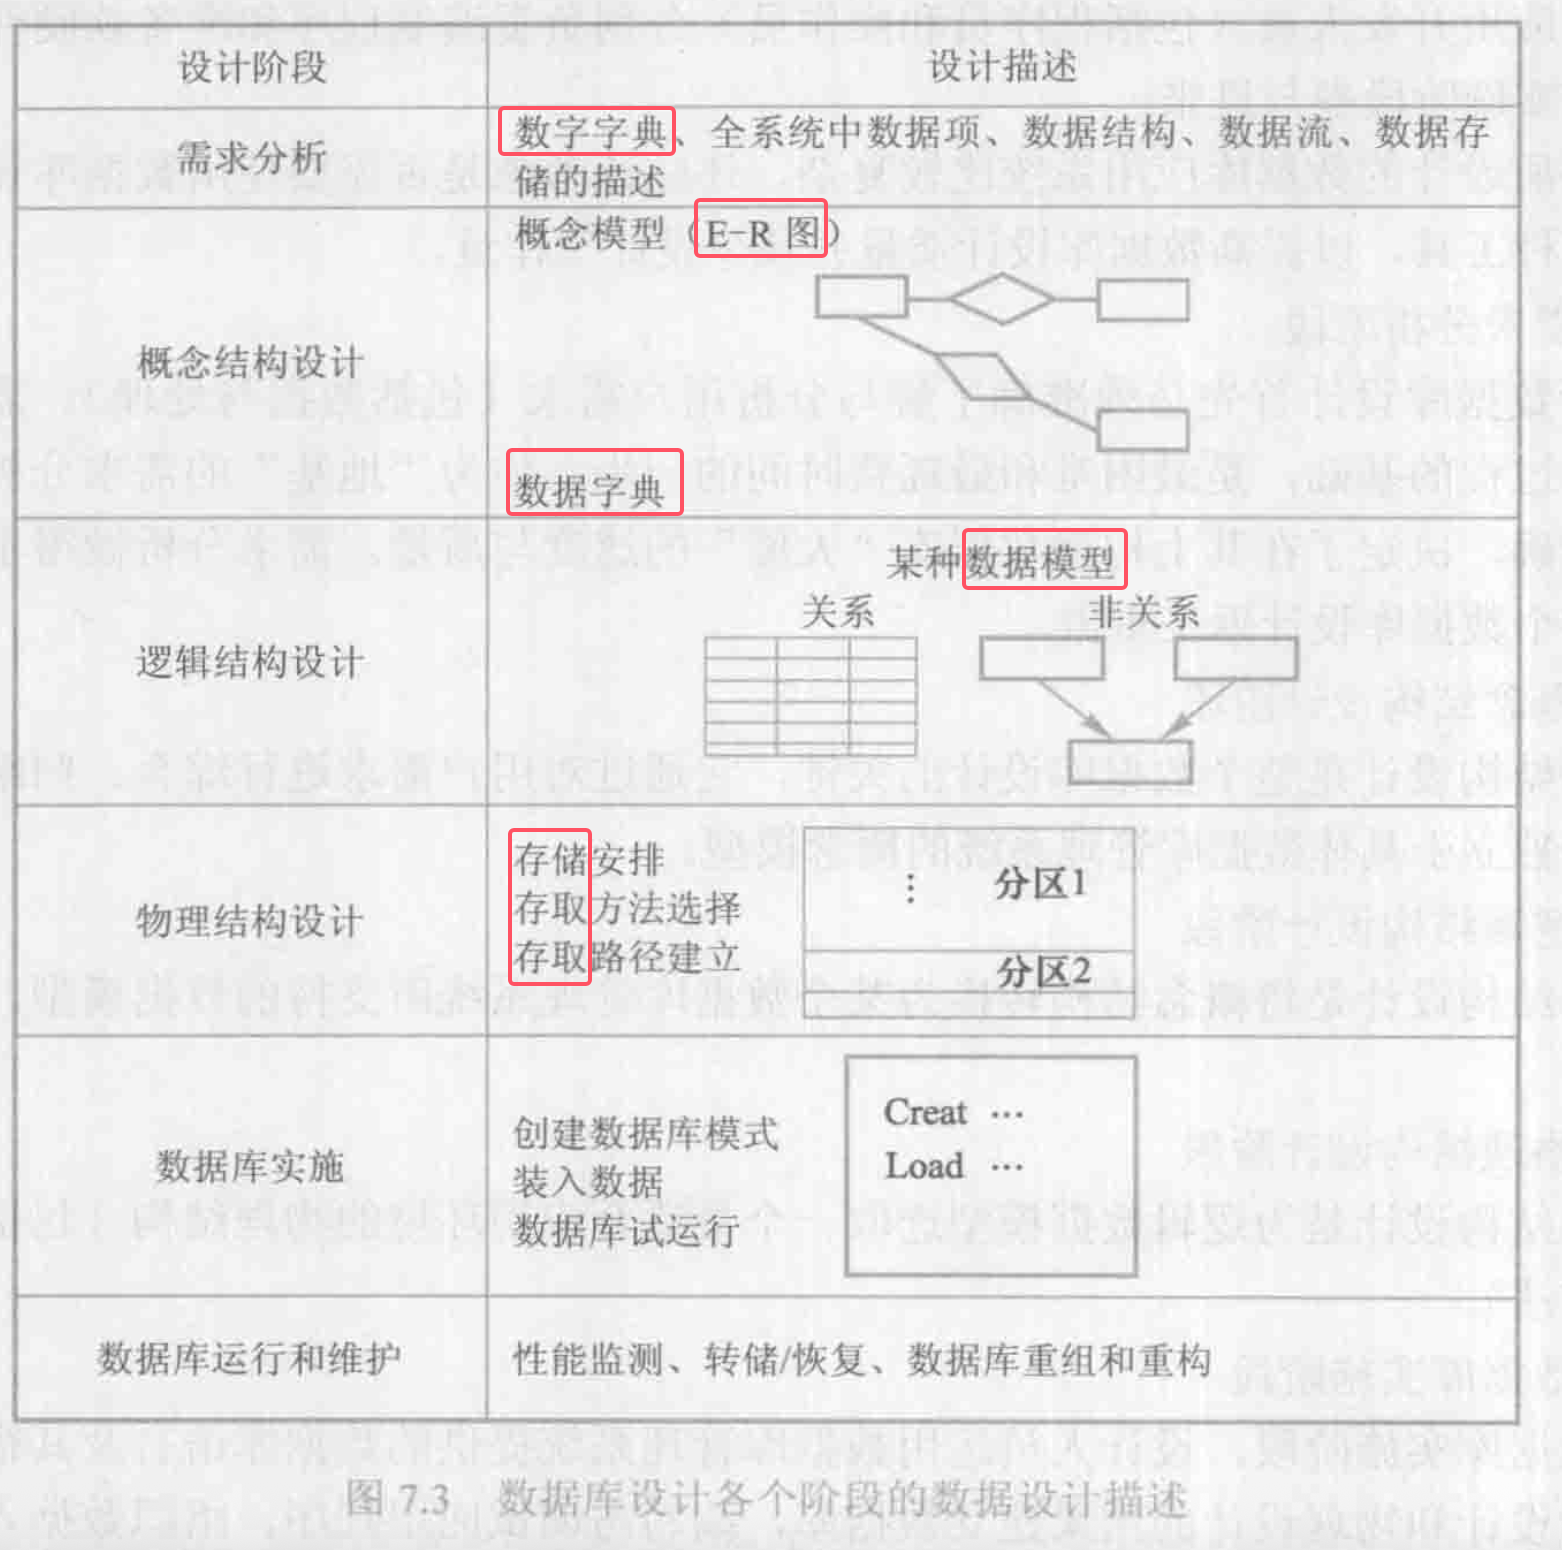 设计阶段
设计描述
需求分析
数字字典、全系统中数据项、数据结构、数据流、数据存
储的描述
概念结构设计
概念模型（E-R 图）
数据字典
逻辑结构设计
某种数据模型
关系
非关系
物理结构设计
存储安排
存取方法选择
存取路径建立
⋮ 分区1
分区2
数据库实施
创建数据库模式
装入数据
数据库试运行
Creat ···
Load ···
数据库运行和维护
性能监测、转储/恢复、数据库重组和重构
图 7.3 数据库设计各个阶段的数据设计描述